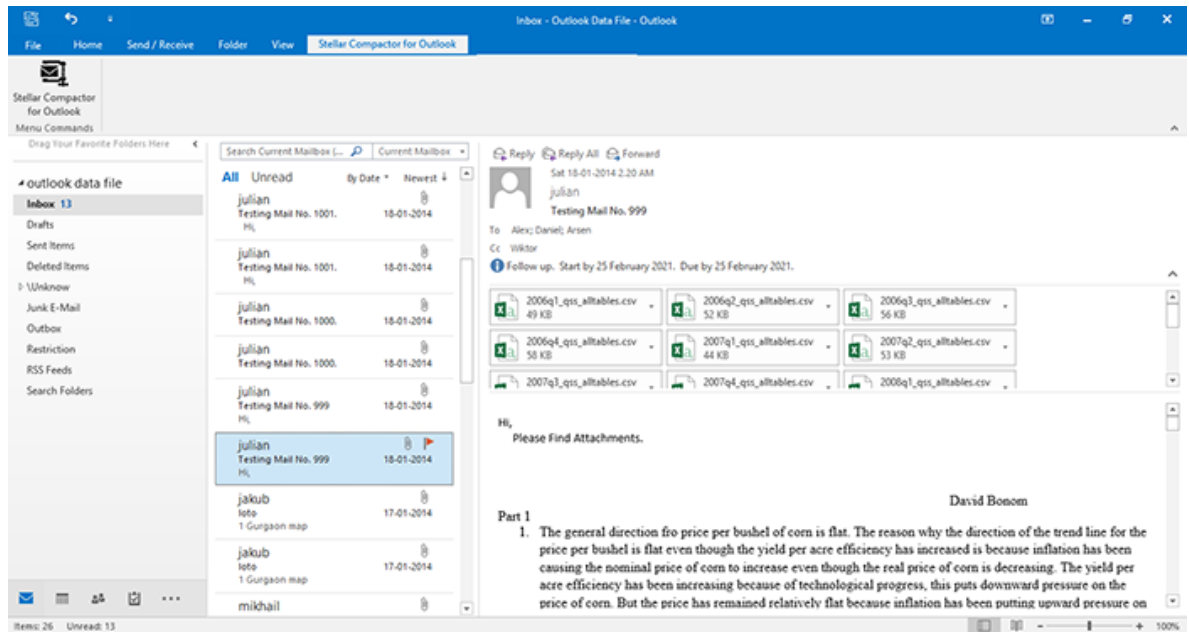 Inbox - Outlook Data File - Outlook
File Home Send / Receive Folder View Stellar Compactor for Outlook
Stellar Compactor
for Outlook
Menu Commands
Drag Your Favorite Folders Here
outlook data file
Inbox 13
Drafts
Sent Items
Deleted Items
\Unknow
Junk E-Mail
Outbox
Restriction
RSS Feeds
Search Folders
Search Current Mailbox (... Current Mailbox
All Unread By Date Newest ↓
julian
Testing Mail No. 1001. 18-01-2014
Hi,
julian
Testing Mail No. 1001. 18-01-2014
Hi,
julian
Testing Mail No. 1000. 18-01-2014
julian
Testing Mail No. 1000. 18-01-2014
julian
Testing Mail No. 999 18-01-2014
Hi,
julian
Testing Mail No. 999 18-01-2014
Hi,
jakub
loto 17-01-2014
1 Gurgaon map
jakub
loto 17-01-2014
1 Gurgaon map
mikhail
Reply Reply All Forward
Sat 18-01-2014 2:20 AM
julian
Testing Mail No. 999
To Alex; Daniel; Arsen
Cc Wiktor
Follow up. Start by 25 February 2021. Due by 25 February 2021.
2006q1_qss_alltables.csv 2006q2_qss_alltables.csv 2006q3_qss_alltables.csv
49 KB 52 KB 56 KB
2006q4_qss_alltables.csv 2007q1_qss_alltables.csv 2007q2_qss_alltables.csv
58 KB 44 KB 53 KB
2007q3_qss_alltables.csv 2007q4_qss_alltables.csv 2008q1_qss_alltables.csv
Hi,
Please Find Attachments.
David Bonom
Part 1
1. The general direction fro price per bushel of corn is flat. The reason why the direction of the trend line for the
price per bushel is flat even though the yield per acre efficiency has increased is because inflation has been
causing the nominal price of corn to increase even though the real price of corn is decreasing. The yield per
acre efficiency has been increasing because of technological progress, this puts downward pressure on the
price of corn. But the price has remained relatively flat because inflation has been putting upward pressure on
Items: 26 Unread: 13 100%